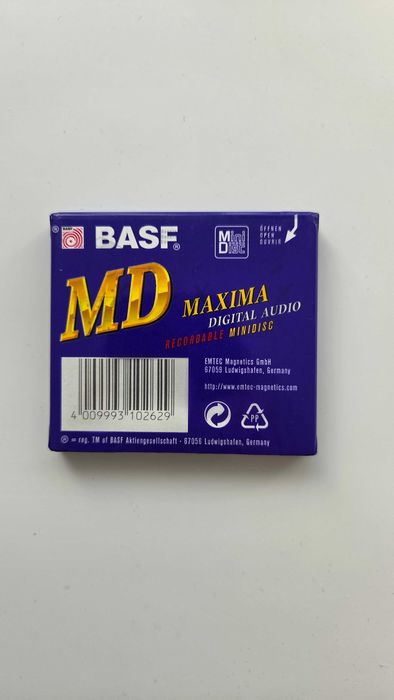 ® BASF BASF®
Mini Disc
ÖFFNEN
OPEN
OUVRIR
MD
MAXIMA
DIGITAL AUDIO
RECORDABLE MINIDISC
EMTEC Magnetics GmbH
67059 Ludwigshafen, Germany
http://www.emtec-magnetics.com
4 009993 102629
PP
® = reg. TM of BASF Aktiengesellschaft - 67056 Ludwigshafen, Germany